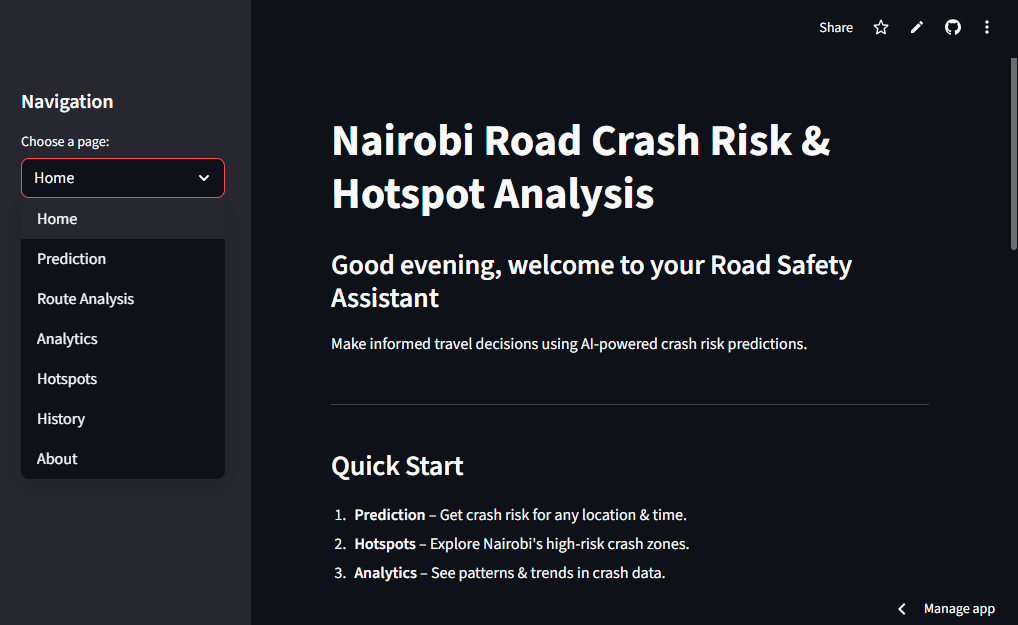 Share
Navigation
Choose a page:
Home
Home
Prediction
Route Analysis
Analytics
Hotspots
History
About
Nairobi Road Crash Risk &
Hotspot Analysis
Good evening, welcome to your Road Safety
Assistant
Make informed travel decisions using AI-powered crash risk predictions.
Quick Start
1. Prediction – Get crash risk for any location & time.
2. Hotspots – Explore Nairobi's high-risk crash zones.
3. Analytics – See patterns & trends in crash data.
Manage app